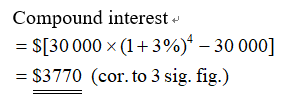 Compound interest
= $[30 000 × (1 + 3%)⁴ − 30 000]
= $3770 (cor. to 3 sig. fig.)